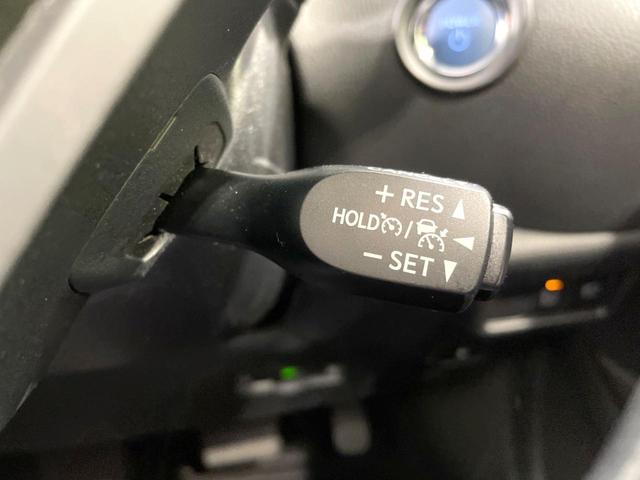 + RES ▲
HOLD / ◀
− SET ▼